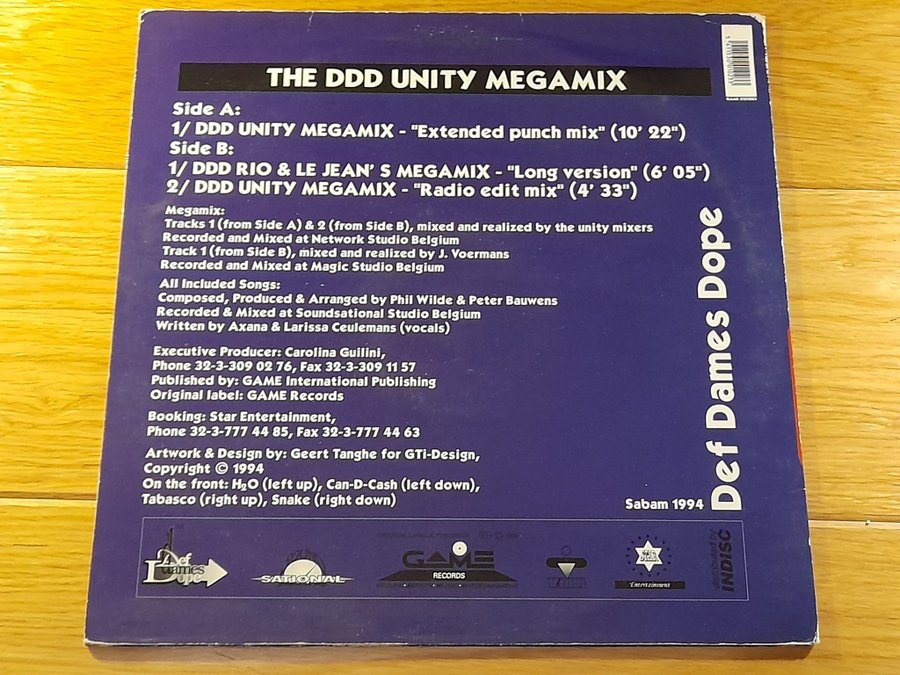 THE DDD UNITY MEGAMIX
Side A:
1/ DDD UNITY MEGAMIX - "Extended punch mix" (10' 22")
Side B:
1/ DDD RIO & LE JEAN' S MEGAMIX - "Long version" (6' 05")
2/ DDD UNITY MEGAMIX - "Radio edit mix" (4' 33")
Megamix:
Tracks 1 (from Side A) & 2 (from Side B), mixed and realized by the unity mixers
Recorded and Mixed at Network Studio Belgium
Track 1 (from Side B), mixed and realized by J. Voermans
Recorded and Mixed at Magic Studio Belgium
All Included Songs:
Composed, Produced & Arranged by Phil Wilde & Peter Bauwens
Recorded & Mixed at Soundsational Studio Belgium
Written by Axana & Larissa Ceulemans (vocals)
Executive Producer: Carolina Guilini,
Phone 32-3-309 02 76, Fax 32-3-309 11 57
Published by: GAME International Publishing
Original label: GAME Records
Booking: Star Entertainment,
Phone 32-3-777 44 85, Fax 32-3-777 44 63
Artwork & Design by: Geert Tanghe for GTi-Design,
Copyright © 1994
On the front: H₂O (left up), Can-D-Cash (left down),
Tabasco (right up), Snake (right down)
Sabam 1994
Def Dames Dope
Def
Dames
Dope
SATIONAL
GAME
RECORDS
Entertainment
distributed by
INDISC